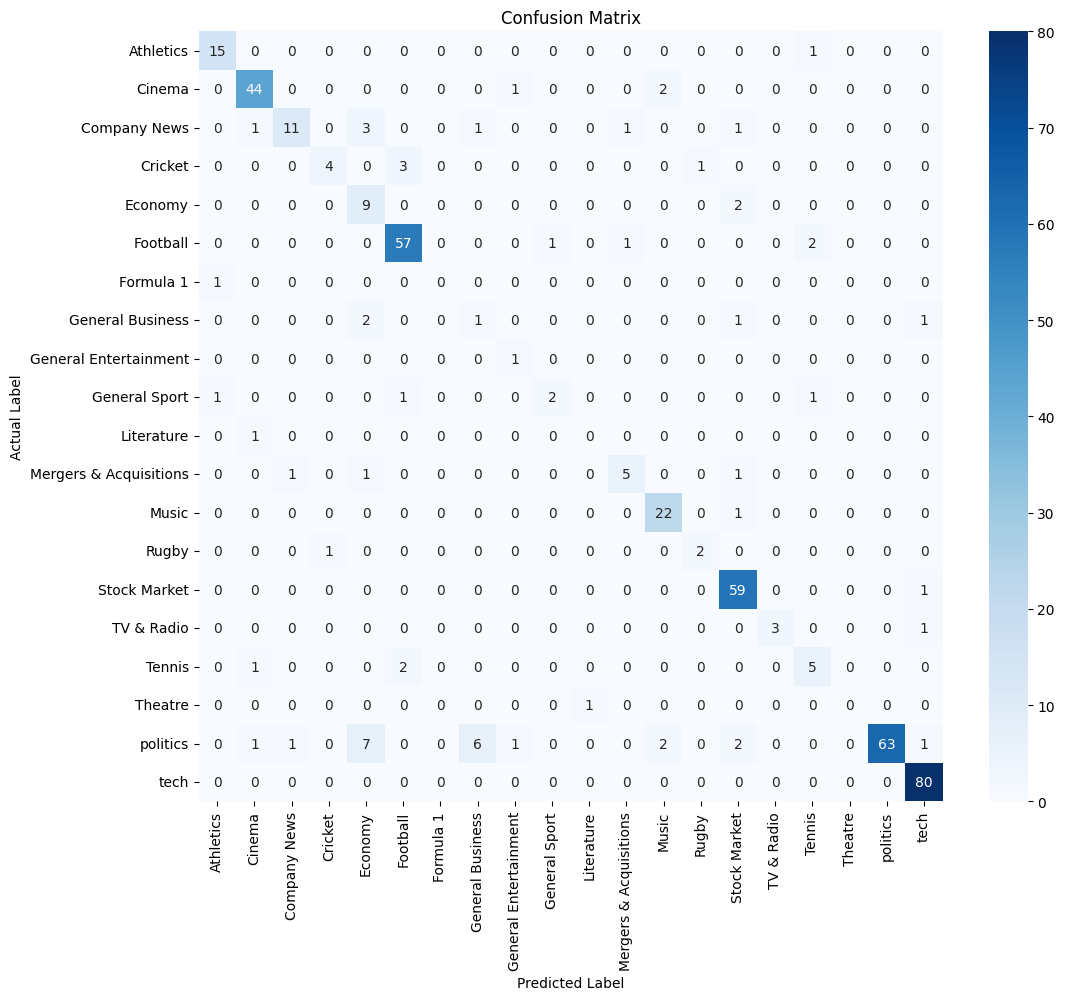 Confusion Matrix
Actual Label
Athletics 15 0 0 0 0 0 0 0 0 0 0 0 0 0 0 0 1 0 0 0
Cinema 0 44 0 0 0 0 0 0 1 0 0 0 2 0 0 0 0 0 0 0
Company News 0 1 11 0 3 0 0 1 0 0 0 1 0 0 1 0 0 0 0 0
Cricket 0 0 0 4 0 3 0 0 0 0 0 0 0 1 0 0 0 0 0 0
Economy 0 0 0 0 9 0 0 0 0 0 0 0 0 0 2 0 0 0 0 0
Football 0 0 0 0 0 57 0 0 0 1 0 1 0 0 0 0 2 0 0 0
Formula 1 1 0 0 0 0 0 0 0 0 0 0 0 0 0 0 0 0 0 0 0
General Business 0 0 0 0 2 0 0 1 0 0 0 0 0 0 1 0 0 0 0 1
General Entertainment 0 0 0 0 0 0 0 0 1 0 0 0 0 0 0 0 0 0 0 0
General Sport 1 0 0 0 0 1 0 0 0 2 0 0 0 0 0 0 1 0 0 0
Literature 0 1 0 0 0 0 0 0 0 0 0 0 0 0 0 0 0 0 0 0
Mergers & Acquisitions 0 0 1 0 1 0 0 0 0 0 0 5 0 0 1 0 0 0 0 0
Music 0 0 0 0 0 0 0 0 0 0 0 0 22 0 1 0 0 0 0 0
Rugby 0 0 0 1 0 0 0 0 0 0 0 0 0 2 0 0 0 0 0 0
Stock Market 0 0 0 0 0 0 0 0 0 0 0 0 0 0 59 0 0 0 0 1
TV & Radio 0 0 0 0 0 0 0 0 0 0 0 0 0 0 0 3 0 0 0 1
Tennis 0 1 0 0 0 2 0 0 0 0 0 0 0 0 0 0 5 0 0 0
Theatre 0 0 0 0 0 0 0 0 0 0 1 0 0 0 0 0 0 0 0 0
politics 0 1 1 0 7 0 0 6 1 0 0 0 2 0 2 0 0 0 63 1
tech 0 0 0 0 0 0 0 0 0 0 0 0 0 0 0 0 0 0 0 80
Athletics
Cinema
Company News
Cricket
Economy
Football
Formula 1
General Business
General Entertainment
General Sport
Literature
Mergers & Acquisitions
Music
Rugby
Stock Market
TV & Radio
Tennis
Theatre
politics
tech
Predicted Label
80
70
60
50
40
30
20
10
0